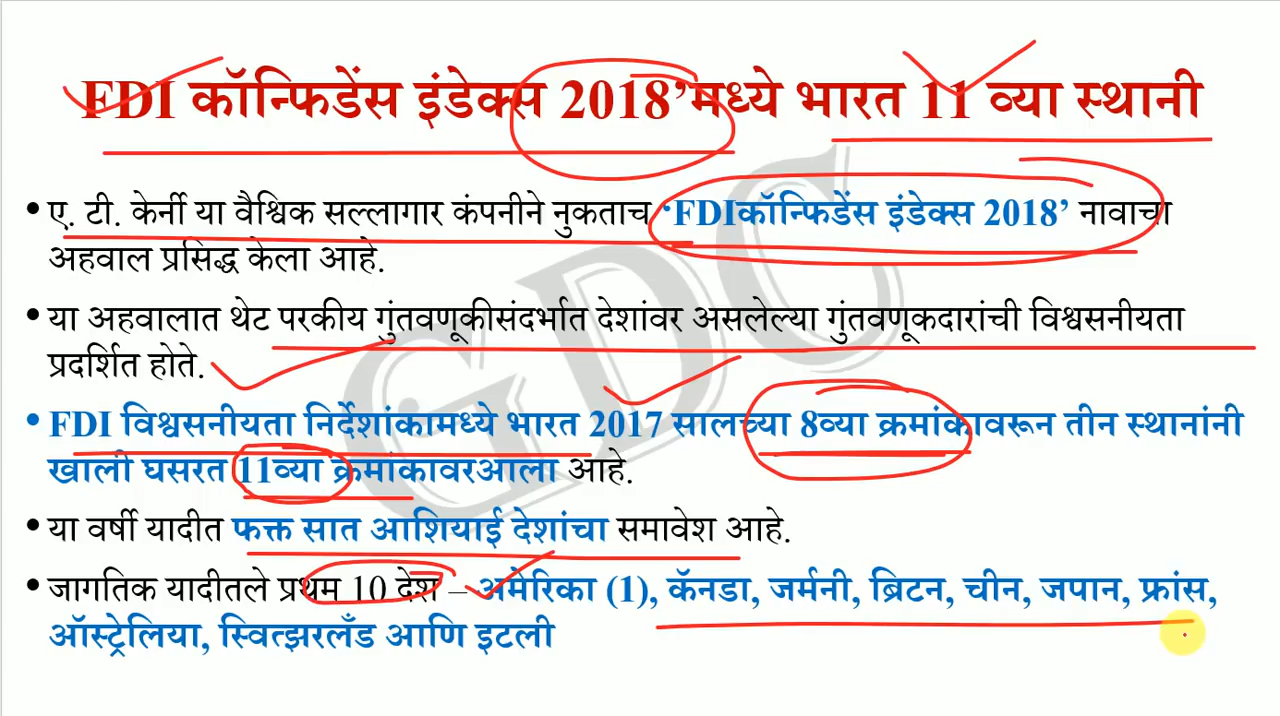 FDI कॉन्फिडेंस इंडेक्स 2018’मध्ये भारत 11 व्या स्थानी
• ए. टी. केर्नी या वैश्विक सल्लागार कंपनीने नुकताच ‘FDIकॉन्फिडेंस इंडेक्स 2018’ नावाचा
अहवाल प्रसिद्ध केला आहे.
• या अहवालात थेट परकीय गुंतवणूकीसंदर्भात देशांवर असलेल्या गुंतवणूकदारांची विश्वसनीयता
प्रदर्शित होते.
• FDI विश्वसनीयता निर्देशांकामध्ये भारत 2017 सालच्या 8व्या क्रमांकावरून तीन स्थानांनी
खाली घसरत 11व्या क्रमांकावरआला आहे.
• या वर्षी यादीत फक्त सात आशियाई देशांचा समावेश आहे.
• जागतिक यादीतले प्रथम 10 देश – अमेरिका (1), कॅनडा, जर्मनी, ब्रिटन, चीन, जपान, फ्रांस,
ऑस्ट्रेलिया, स्वित्झरलँड आणि इटली
GDC